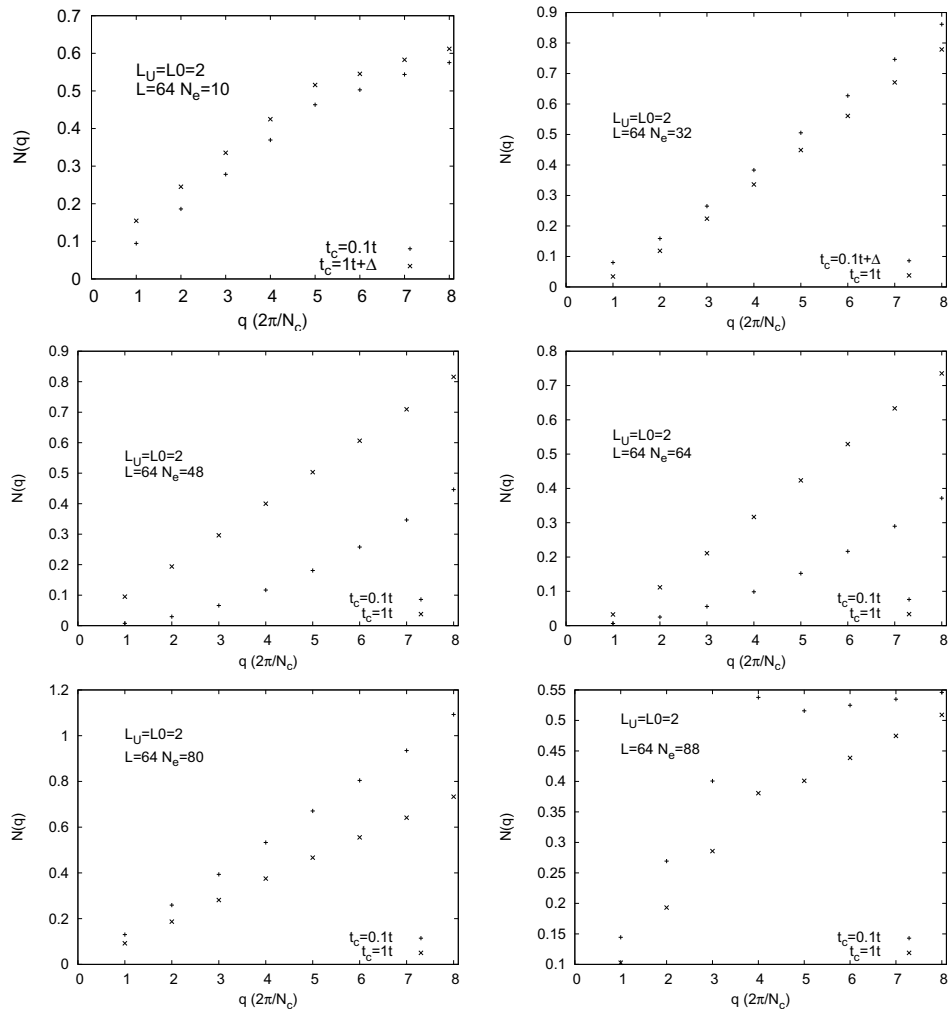 0.7
0.6
0.5
0.4
0.3
0.2
0.1
0
N(q)
L_U=L0=2
L=64 N_e=10
t_c=0.1t
t_c=1t+Δ
0 1 2 3 4 5 6 7 8
q (2π/N_c)
0.9
0.8
0.7
0.6
0.5
0.4
0.3
0.2
0.1
0
N(q)
L_U=L0=2
L=64 N_e=32
t_c=0.1t+Δ
t_c=1t
0 1 2 3 4 5 6 7 8
q (2π/N_c)
0.9
0.8
0.7
0.6
0.5
0.4
0.3
0.2
0.1
0
N(q)
L_U=L0=2
L=64 N_e=48
t_c=0.1t
t_c=1t
0 1 2 3 4 5 6 7 8
q (2π/N_c)
0.8
0.7
0.6
0.5
0.4
0.3
0.2
0.1
0
N(q)
L_U=L0=2
L=64 N_e=64
t_c=0.1t
t_c=1t
0 1 2 3 4 5 6 7 8
q (2π/N_c)
1.2
1
0.8
0.6
0.4
0.2
0
N(q)
L_U=L0=2
L=64 N_e=80
t_c=0.1t
t_c=1t
0 1 2 3 4 5 6 7 8
q (2π/N_c)
0.55
0.5
0.45
0.4
0.35
0.3
0.25
0.2
0.15
0.1
N(q)
L_U=L0=2
L=64 N_e=88
t_c=0.1t
t_c=1t
0 1 2 3 4 5 6 7 8
q (2π/N_c)